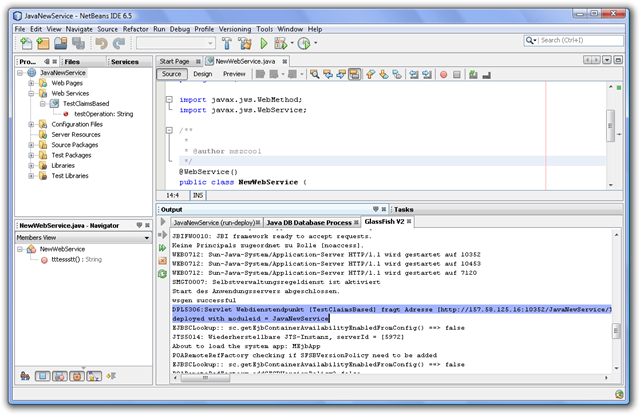 JavaNewService - NetBeans IDE 6.5
File Edit View Navigate Source Refactor Run Debug Profile Versioning Tools Window Help
Search (Ctrl+I)
Pro... Files Services
JavaNewService
Web Pages
Web Services
TestClaimsBased
testOperation: String
Configuration Files
Server Resources
Source Packages
Test Packages
Libraries
Test Libraries
NewWebService.java - Navigator
Members View
NewWebService
tttessstt() : String
Start Page NewWebService.java
Source Design Preview
import javax.jws.WebMethod;
import javax.jws.WebService;
/**
*
* @author mszcool
*/
@WebService()
public class NewWebService {
14:4 INS
Output Tasks
JavaNewService (run-deploy) Java DB Database Process GlassFish V2
JBIFW0010: JBI framework ready to accept requests.
Keine Principals zugeordnet zu Rolle [noaccess].
WEB0712: Sun-Java-System/Application-Server HTTP/1.1 wird gestartet auf 10352
WEB0712: Sun-Java-System/Application-Server HTTP/1.1 wird gestartet auf 10453
WEB0712: Sun-Java-System/Application-Server HTTP/1.1 wird gestartet auf 7120
SMGT0007: Selbstverwaltungsregeldienst ist aktiviert
Start des Anwendungsservers abgeschlossen.
wsgen successful
DPL5306:Servlet Webdienstendpunkt [TestClaimsBased] fragt Adresse [http://157.58.125.16:10352/JavaNewService/
deployed with moduleid = JavaNewService
EJBSCLookup:: sc.getEjbContainerAvailabilityEnabledFromConfig() ==> false
JTS5014: Wiederherstellbare JTS-Instanz, serverId = [5972]
About to load the system app: MEjbApp
POARemoteRefFactory checking if SFSBVersionPolicy need to be added
EJBSCLookup:: sc.getEjbContainerAvailabilityEnabledFromConfig() ==> false